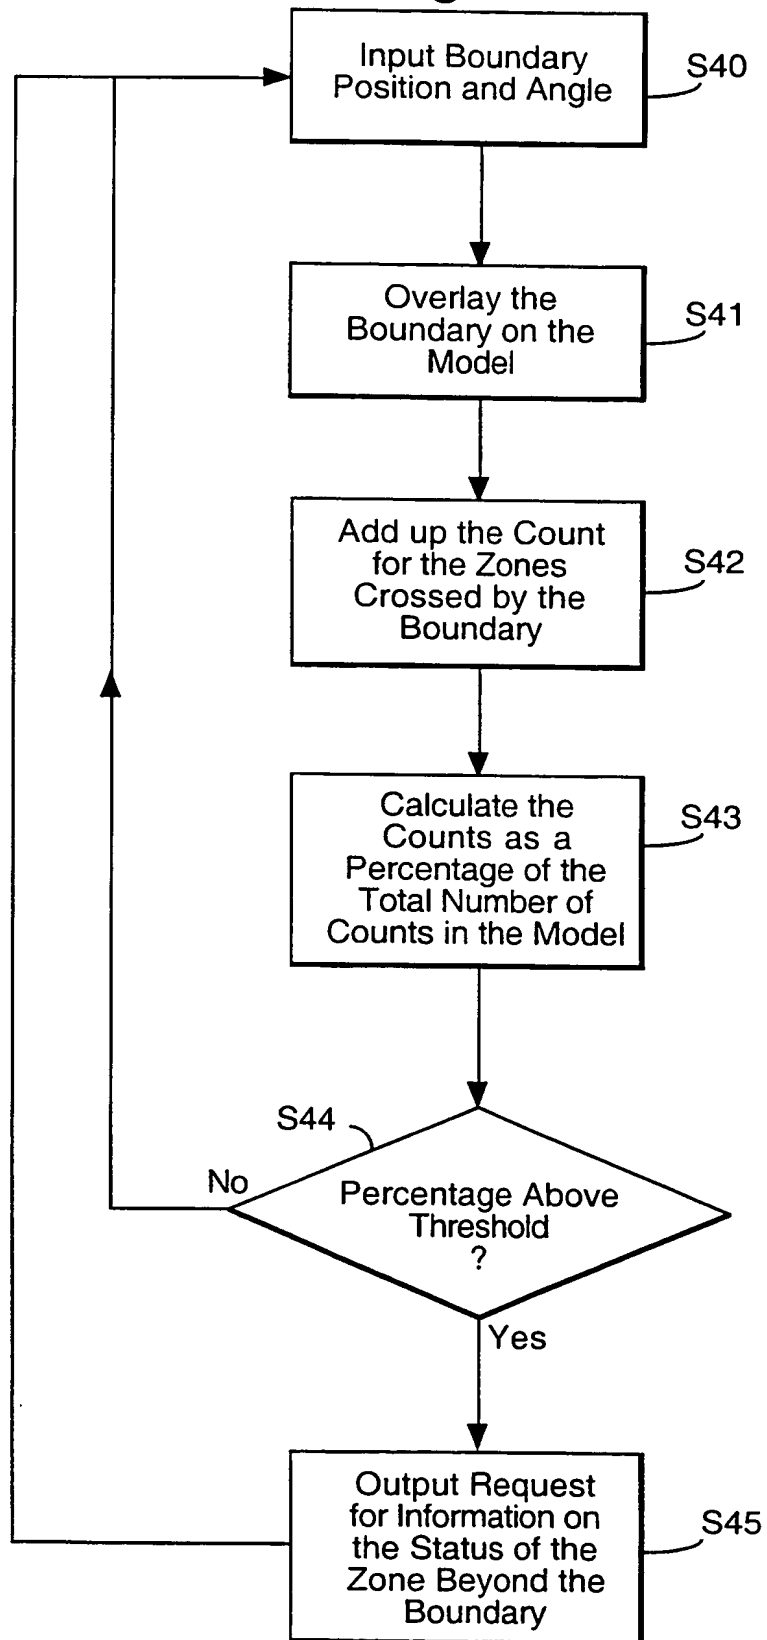 Input Boundary
Position and Angle
S40
Overlay the
Boundary on the
Model
S41
Add up the Count
for the Zones
Crossed by the
Boundary
S42
Calculate the
Counts as a
Percentage of the
Total Number of
Counts in the Model
S43
S44
No
Percentage Above
Threshold
?
Yes
Output Request
for Information on
the Status of the
Zone Beyond the
Boundary
S45